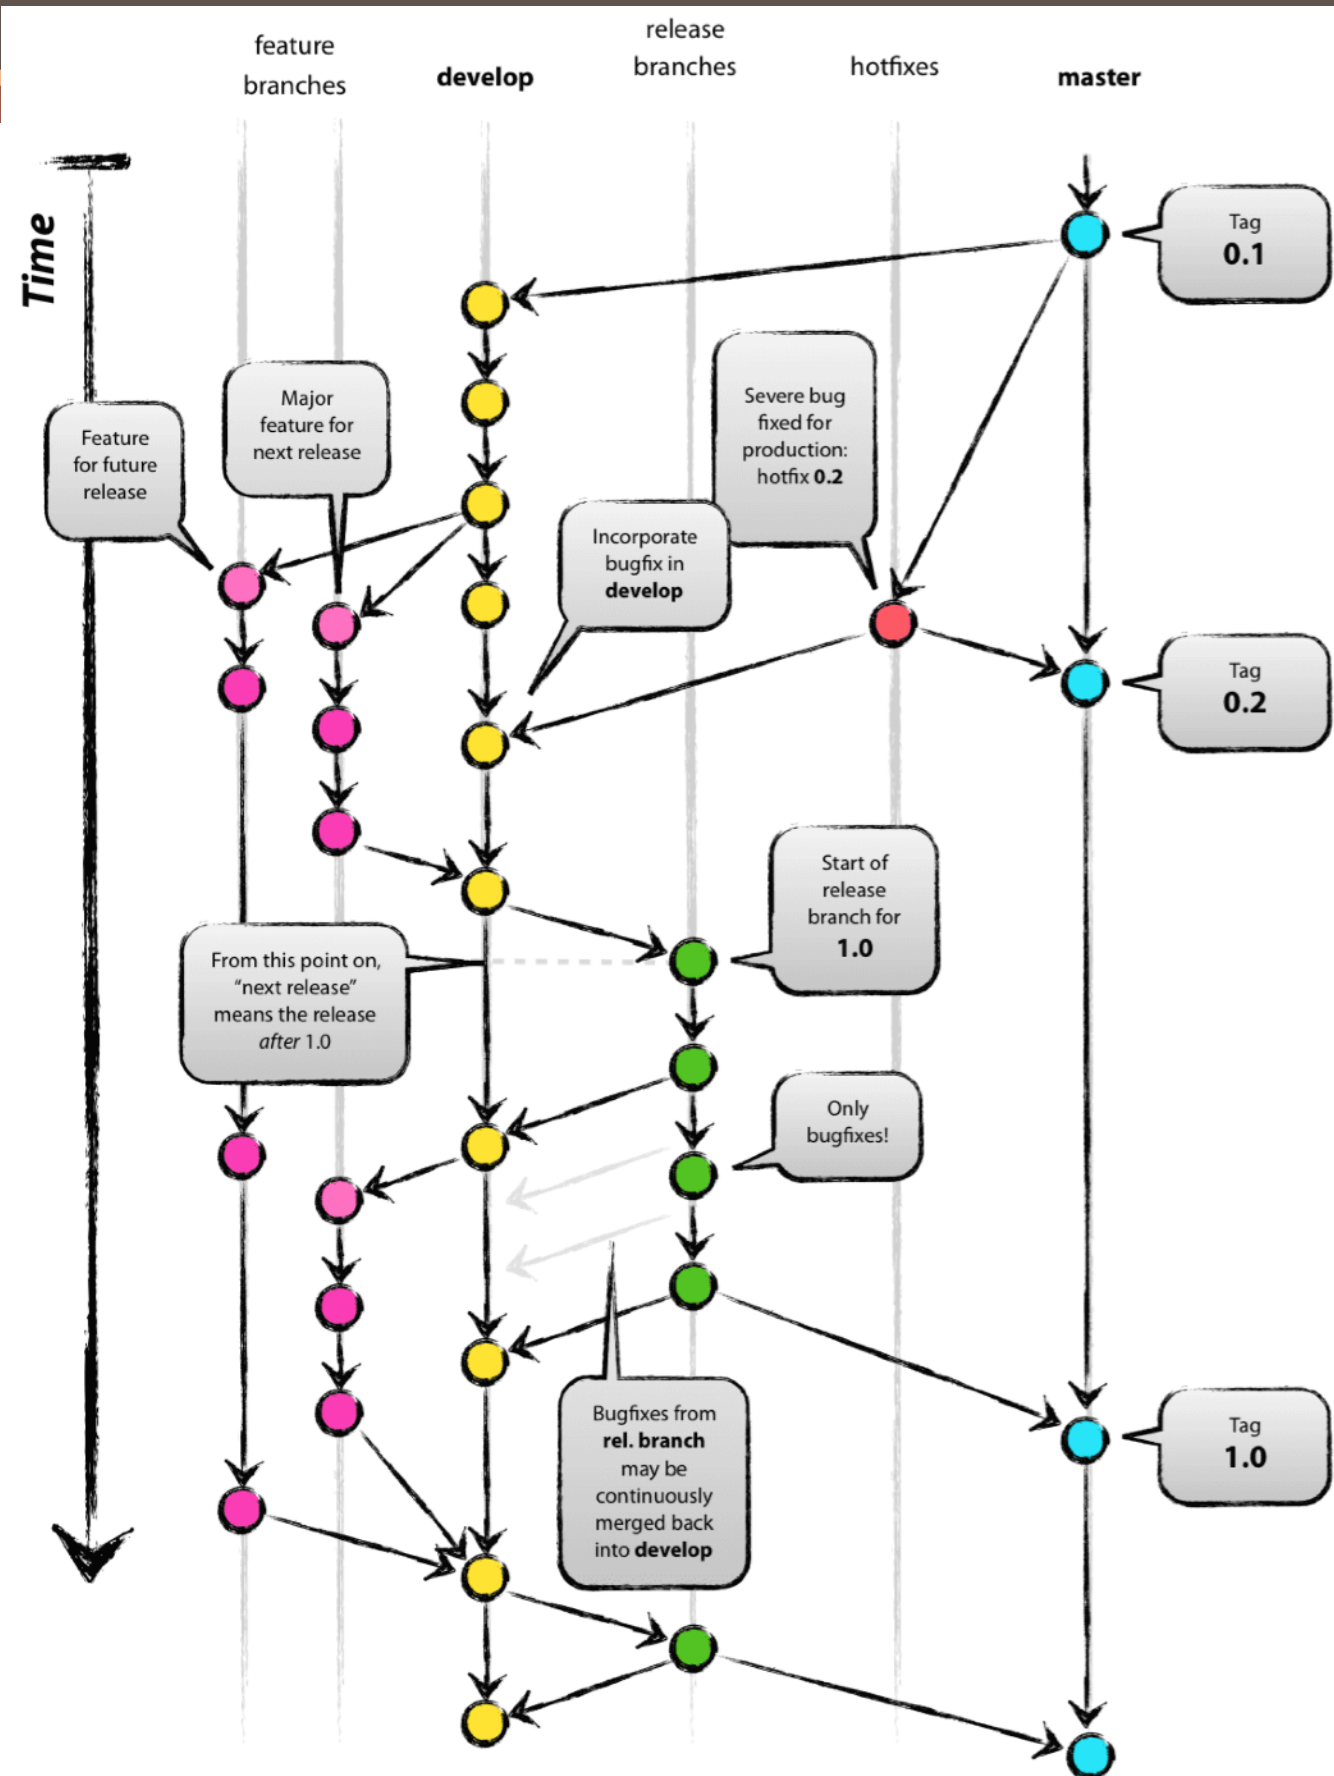 feature
branches
develop
release
branches
hotfixes
master
Time
Tag
0.1
Major
feature for
next release
Feature
for future
release
Severe bug
fixed for
production:
hotfix 0.2
Incorporate
bugfix in
develop
Tag
0.2
Start of
release
branch for
1.0
From this point on,
“next release”
means the release
after 1.0
Only
bugfixes!
Bugfixes from
rel. branch
may be
continuously
merged back
into develop
Tag
1.0